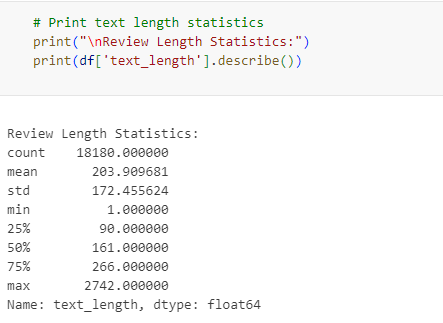 # Print text length statistics
print("\nReview Length Statistics:")
print(df['text_length'].describe())
Review Length Statistics:
count    18180.000000
mean       203.909681
std        172.455624
min          1.000000
25%         90.000000
50%        161.000000
75%        266.000000
max       2742.000000
Name: text_length, dtype: float64